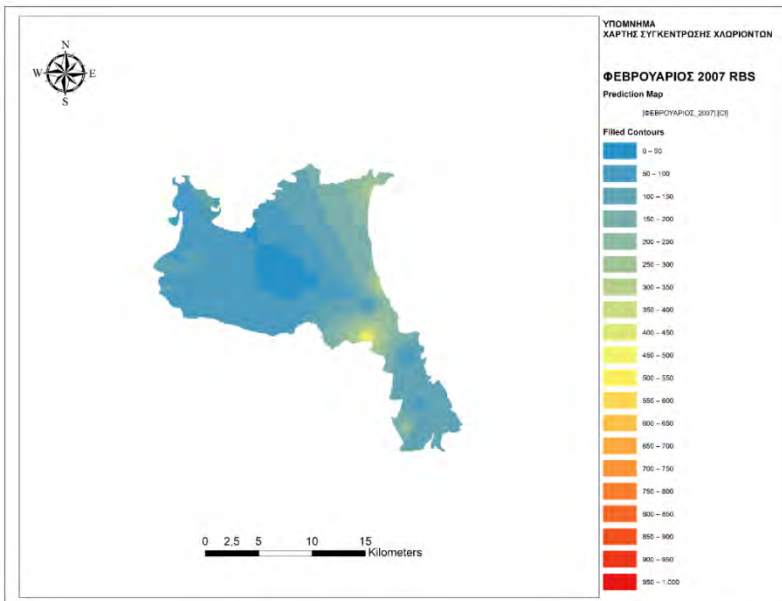 ΥΠΟΜΝΗΜΑ
ΧΑΡΤΗΣ ΣΥΓΚΕΝΤΡΩΣΗΣ ΧΛΩΡΙΟΝΤΩΝ
ΦΕΒΡΟΥΑΡΙΟΣ 2007 RBS
Prediction Map
[ΦΕΒΡΟΥΑΡΙΟΣ_2007].[Cl]
Filled Contours
0 – 50
50 – 100
100 – 150
150 – 200
200 – 250
250 – 300
300 – 350
350 – 400
400 – 450
450 – 500
500 – 550
550 – 600
600 – 650
650 – 700
700 – 750
750 – 800
800 – 850
850 – 900
900 – 950
950 – 1.000
N
W E
S
0 2,5 5 10 15
Kilometers